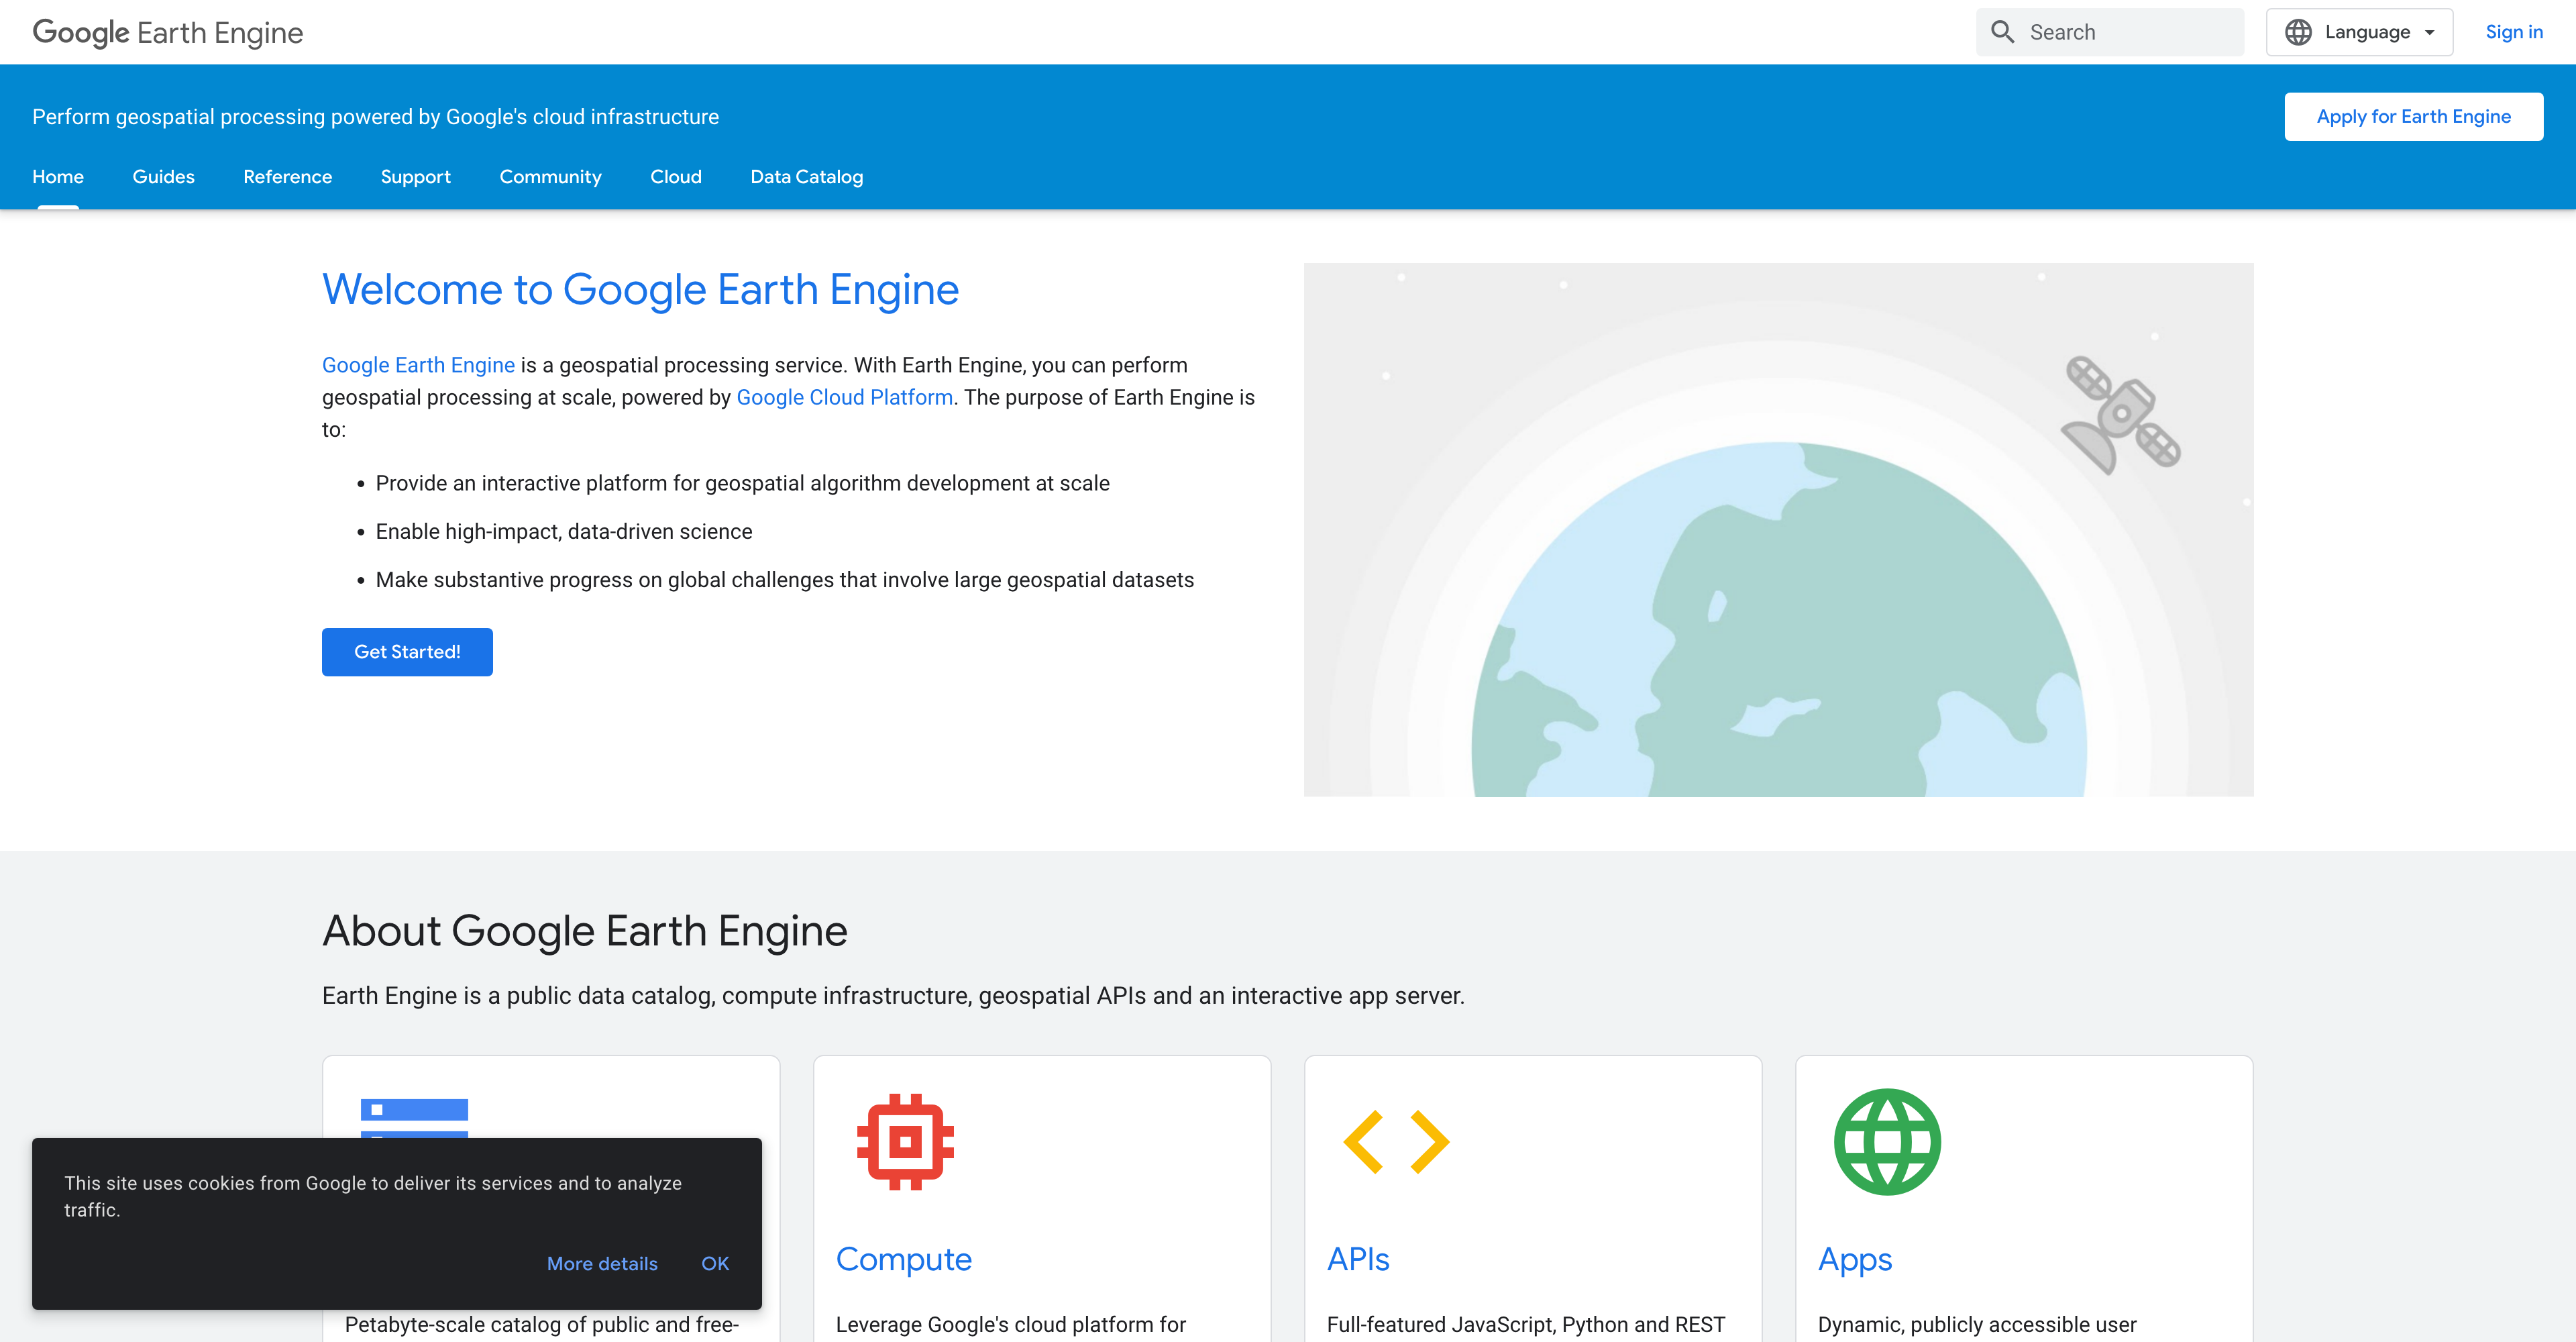 Google Earth Engine
Search
Language
Sign in
Perform geospatial processing powered by Google's cloud infrastructure
Apply for Earth Engine
Home
Guides
Reference
Support
Community
Cloud
Data Catalog
Welcome to Google Earth Engine
Google Earth Engine is a geospatial processing service. With Earth Engine, you can perform
geospatial processing at scale, powered by Google Cloud Platform. The purpose of Earth Engine is
to:
• Provide an interactive platform for geospatial algorithm development at scale
• Enable high-impact, data-driven science
• Make substantive progress on global challenges that involve large geospatial datasets
Get Started!
About Google Earth Engine
Earth Engine is a public data catalog, compute infrastructure, geospatial APIs and an interactive app server.
This site uses cookies from Google to deliver its services and to analyze
traffic.
More details
OK
Petabyte-scale catalog of public and free-
Compute
Leverage Google's cloud platform for
APIs
Full-featured JavaScript, Python and REST
Apps
Dynamic, publicly accessible user